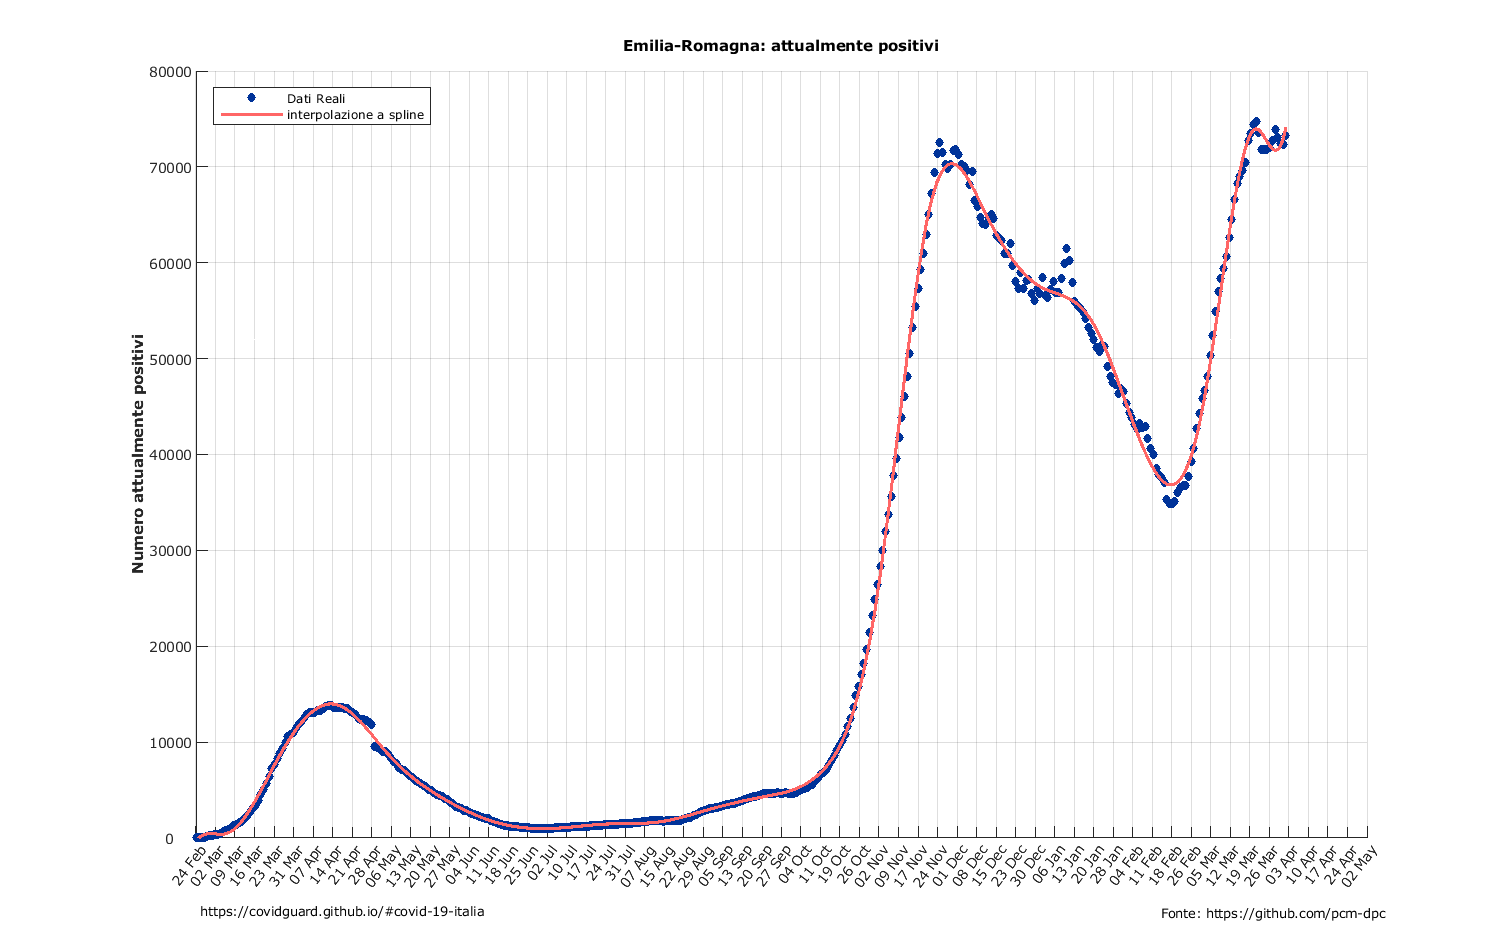 Emilia-Romagna: attualmente positivi
Dati Reali
interpolazione a spline
Numero attualmente positivi
80000
70000
60000
50000
40000
30000
20000
10000
0
24 Feb
02 Mar
09 Mar
16 Mar
23 Mar
31 Mar
07 Apr
14 Apr
21 Apr
28 Apr
06 May
13 May
20 May
27 May
04 Jun
11 Jun
18 Jun
25 Jul
02 Jul
10 Jul
17 Jul
24 Jul
31 Jul
07 Aug
15 Aug
22 Aug
29 Aug
05 Sep
13 Sep
20 Sep
27 Sep
04 Oct
11 Oct
19 Oct
26 Oct
02 Nov
09 Nov
17 Nov
24 Dec
01 Dec
08 Dec
15 Dec
23 Dec
30 Jan
06 Jan
13 Jan
20 Jan
28 Feb
04 Feb
11 Feb
18 Feb
26 Feb
05 Mar
12 Mar
19 Mar
26 Mar
03 Apr
10 Apr
17 Apr
24 Apr
02 May
https://covidguard.github.io/#covid-19-italia
Fonte: https://github.com/pcm-dpc